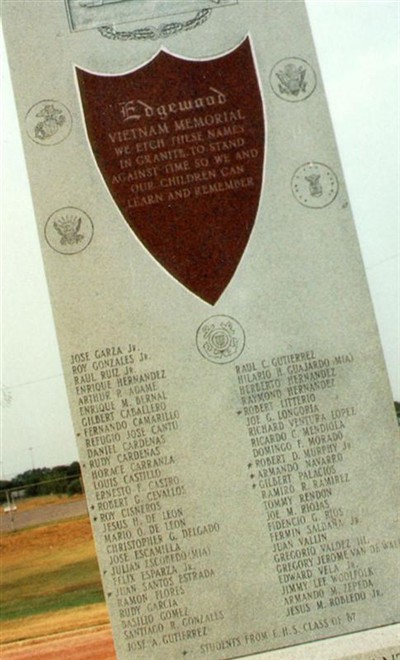 Edgewood
VIETNAM MEMORIAL
WE ETCH THESE NAMES
IN GRANITE TO STAND
AGAINST TIME SO WE AND
OUR CHILDREN CAN
LEARN AND REMEMBER
JOSE GARZA Jr.
ROY GONZALES Jr.
RAUL RUIZ Jr.
ENRIQUE HERNANDEZ
ARTHUR R. ADAME
ENRIQUE M. BERNAL
GILBERT CABALLERO
* FERNANDO CAMARILLO
REFUGIO JOSE CANTU
DANIEL CARDENAS
* RUDY CARDENAS
HORACE CARRANZA
LOUIS CASTILLO
ERNESTO F. CASTRO
* ROBERT G. CEVALLOS
* ROY CISNEROS
JESUS H. DE LEON
MARIO O. DE LEON
CHRISTOPHER G. DELGADO
JOSE ESCAMILLA
* JULIAN ESCOBEDO (MIA)
FELIX ESPARZA Jr.
* JUAN SANTOS ESTRADA
RAMON FLORES
RUDY GARCIA
BASILIO GOMEZ
SANTIAGO R. GONZALES
JOSE A. GUTIERREZ
RAUL C. GUTIERREZ
HILARIO H. GUAJARDO (MIA)
HERBERTO HERNANDEZ
RAYMOND HERNANDEZ
* ROBERT LITTERIO
JOE G. LONGORIA
RICHARD VENTURA LOPEZ
RICARDO C. MENDIOLA
DOMINGO F. MORADO
* ROBERT D. MURPHY Jr.
* ARMANDO NAVARRO
* GILBERT PALACIOS
RAMIRO R. RAMIREZ
TOMMY RENDON
JOE M. RIOJAS
FIDENCIO G. RIOS
FERMIN SALDAÑA Jr.
JUAN VALLIN
GREGORIO VALDEZ III.
GREGORY JEROME VAN DE WALL
EDWARD VELA Jr.
JIMMY LEE WOOLFOLK
ARMANDO M. ZEPEDA
JESUS M. ROBLEDO Jr.
* STUDENTS FROM E.H.S. CLASS OF 67